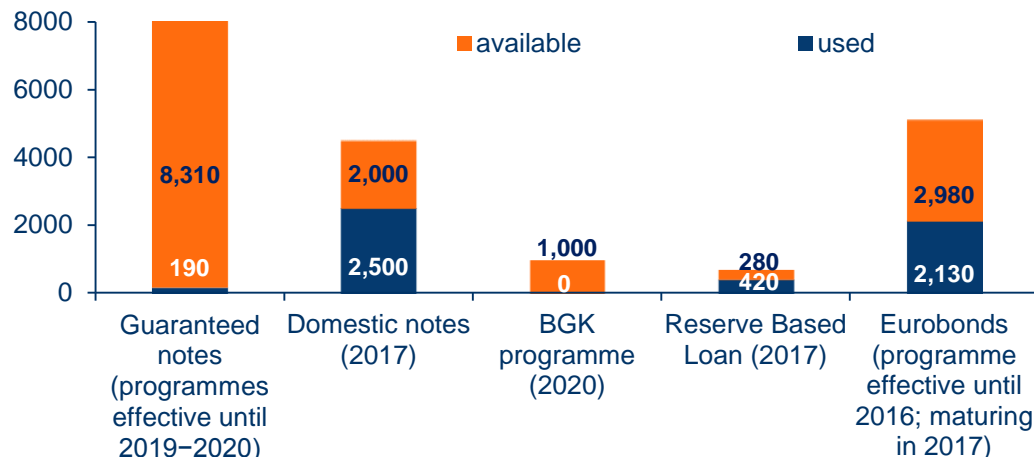 8000
6000
4000
2000
0
available
used
8,310
190
2,000
2,500
1,000
0
280
420
2,980
2,130
Guaranteed
notes
(programmes
effective until
2019−2020)
Domestic notes
(2017)
BGK
programme
(2020)
Reserve Based
Loan (2017)
Eurobonds
(programme
effective until
2016; maturing
in 2017)